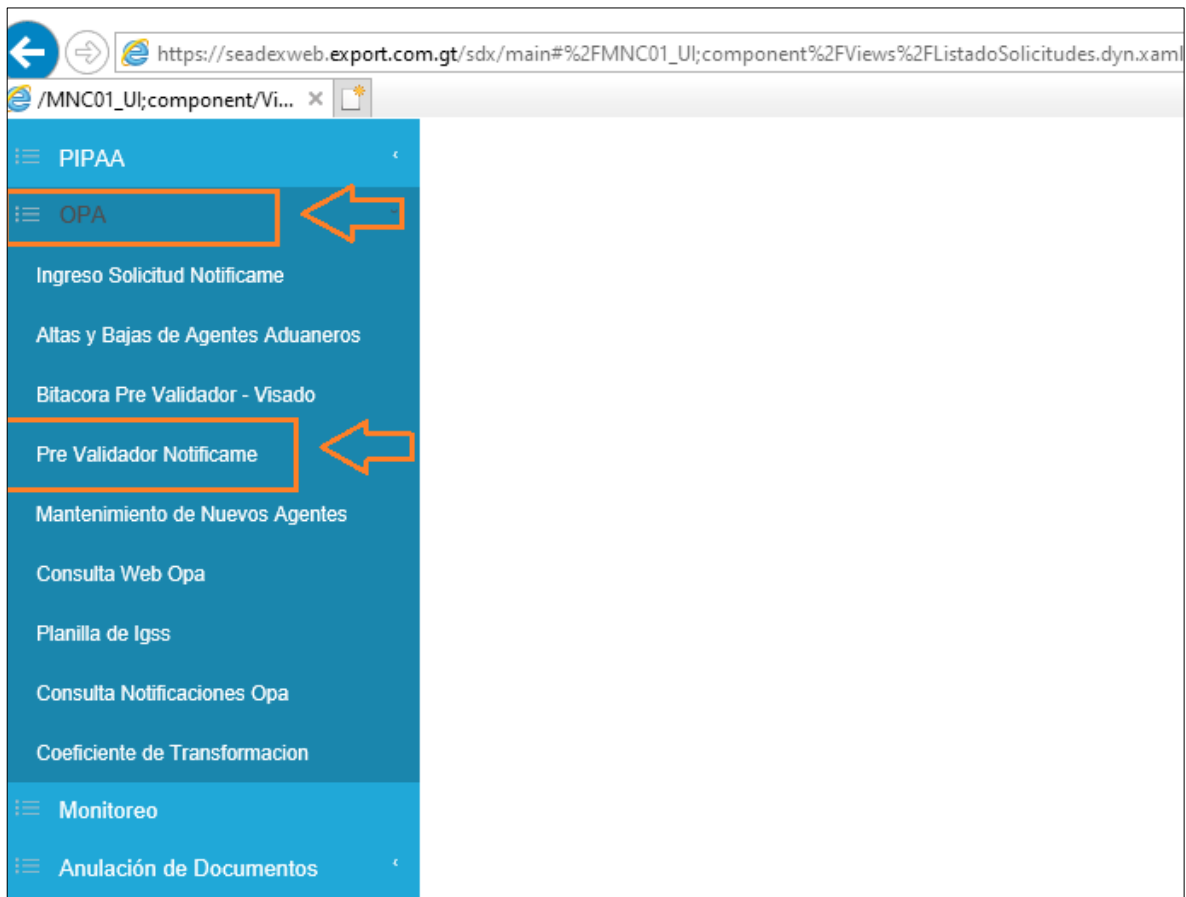 https://seadexweb.export.com.gt/sdx/main#%2FMNC01_UI;component%2FViews%2FListadoSolicitudes.dyn.xaml
/MNC01_UI;component/Vi...
PIPAA
OPA
Ingreso Solicitud Notificame
Altas y Bajas de Agentes Aduaneros
Bitacora Pre Validador - Visado
Pre Validador Notificame
Mantenimiento de Nuevos Agentes
Consulta Web Opa
Planilla de Igss
Consulta Notificaciones Opa
Coeficiente de Transformacion
Monitoreo
Anulación de Documentos